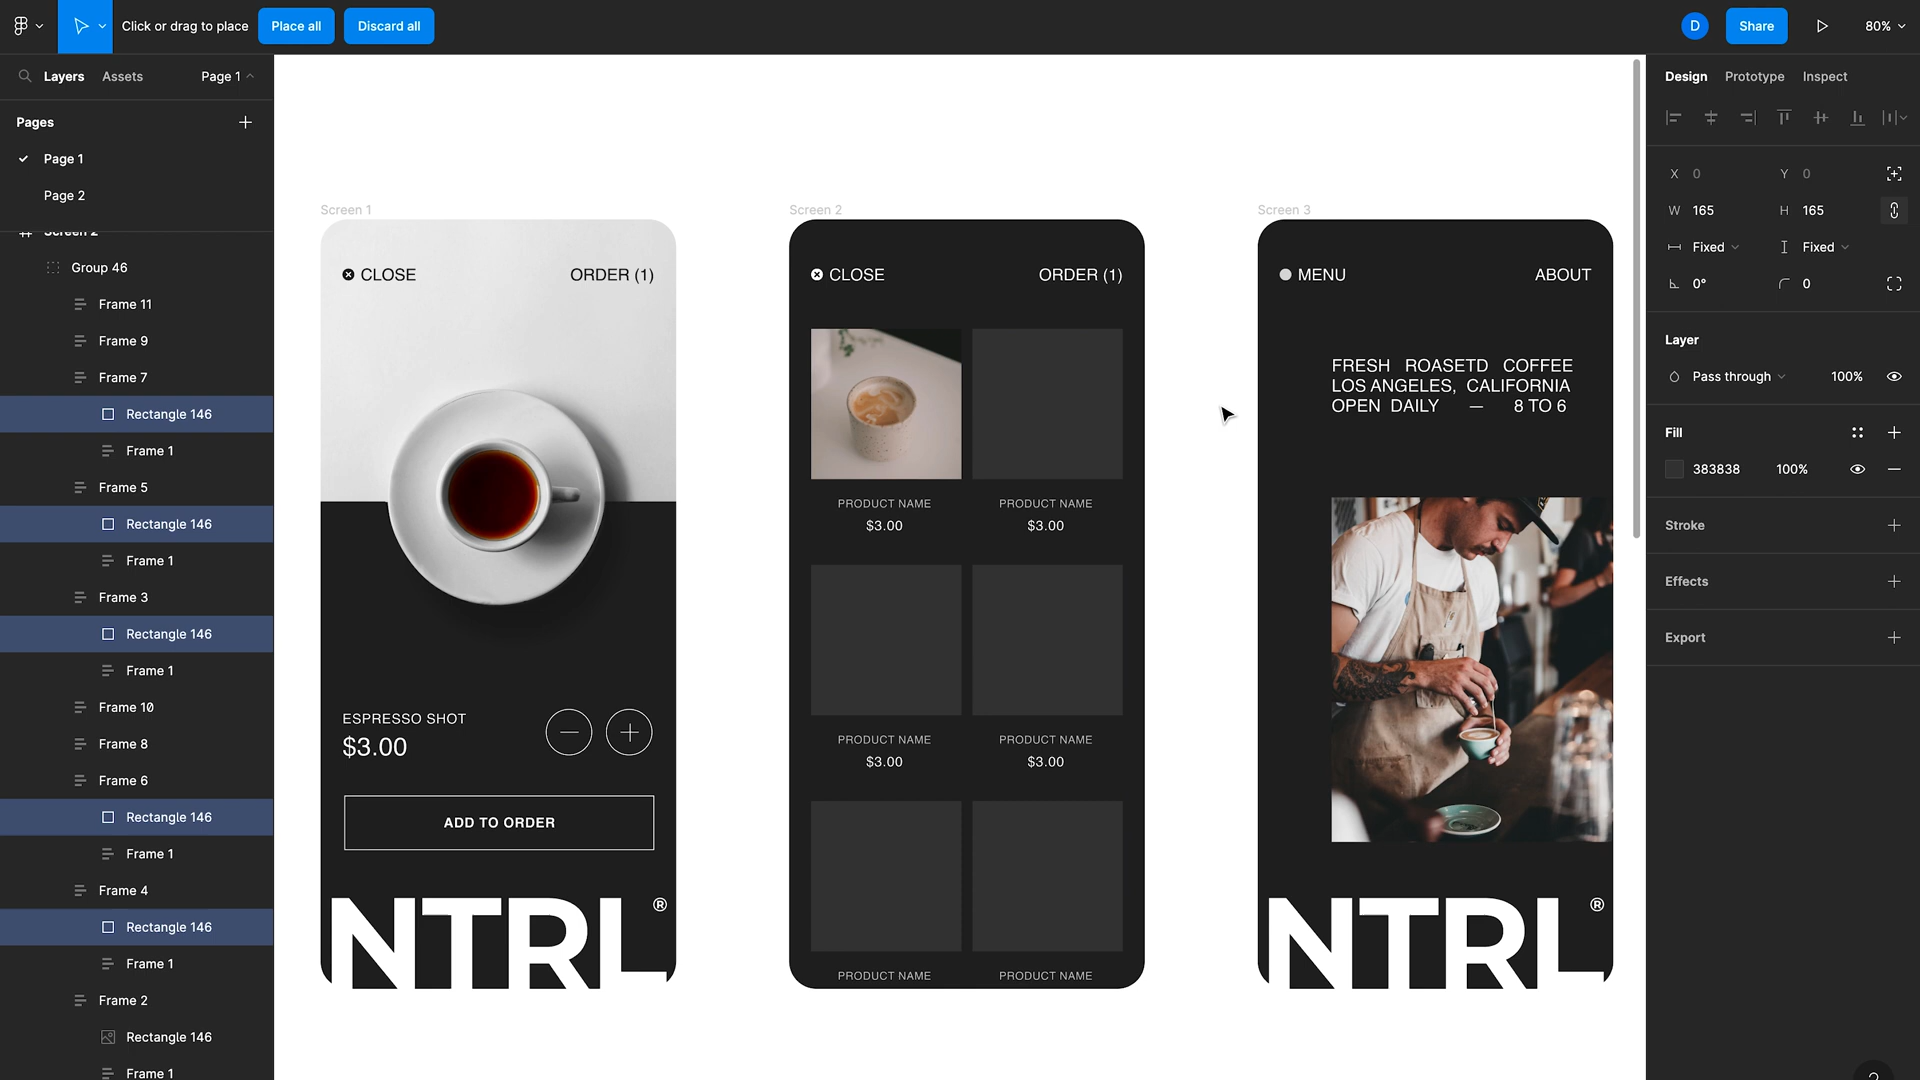 Click or drag to place
Place all
Discard all
D
Share
80%
Layers
Assets
Page 1
Pages
Page 1
Page 2
Screen 2
Group 46
Frame 11
Frame 9
Frame 7
Rectangle 146
Frame 1
Frame 5
Rectangle 146
Frame 1
Frame 3
Rectangle 146
Frame 1
Frame 10
Frame 8
Frame 6
Rectangle 146
Frame 1
Frame 4
Rectangle 146
Frame 1
Frame 2
Rectangle 146
Frame 1
Screen 1
CLOSE
ORDER (1)
ESPRESSO SHOT
$3.00
ADD TO ORDER
NTRL®
Screen 2
CLOSE
ORDER (1)
PRODUCT NAME
$3.00
PRODUCT NAME
$3.00
PRODUCT NAME
$3.00
PRODUCT NAME
$3.00
PRODUCT NAME
PRODUCT NAME
Screen 3
MENU
ABOUT
FRESH ROASETD COFFEE
LOS ANGELES, CALIFORNIA
OPEN DAILY — 8 TO 6
NTRL®
Design
Prototype
Inspect
X 0
Y 0
W 165
H 165
Fixed
Fixed
0°
0
Layer
Pass through
100%
Fill
383838
100%
Stroke
Effects
Export
?